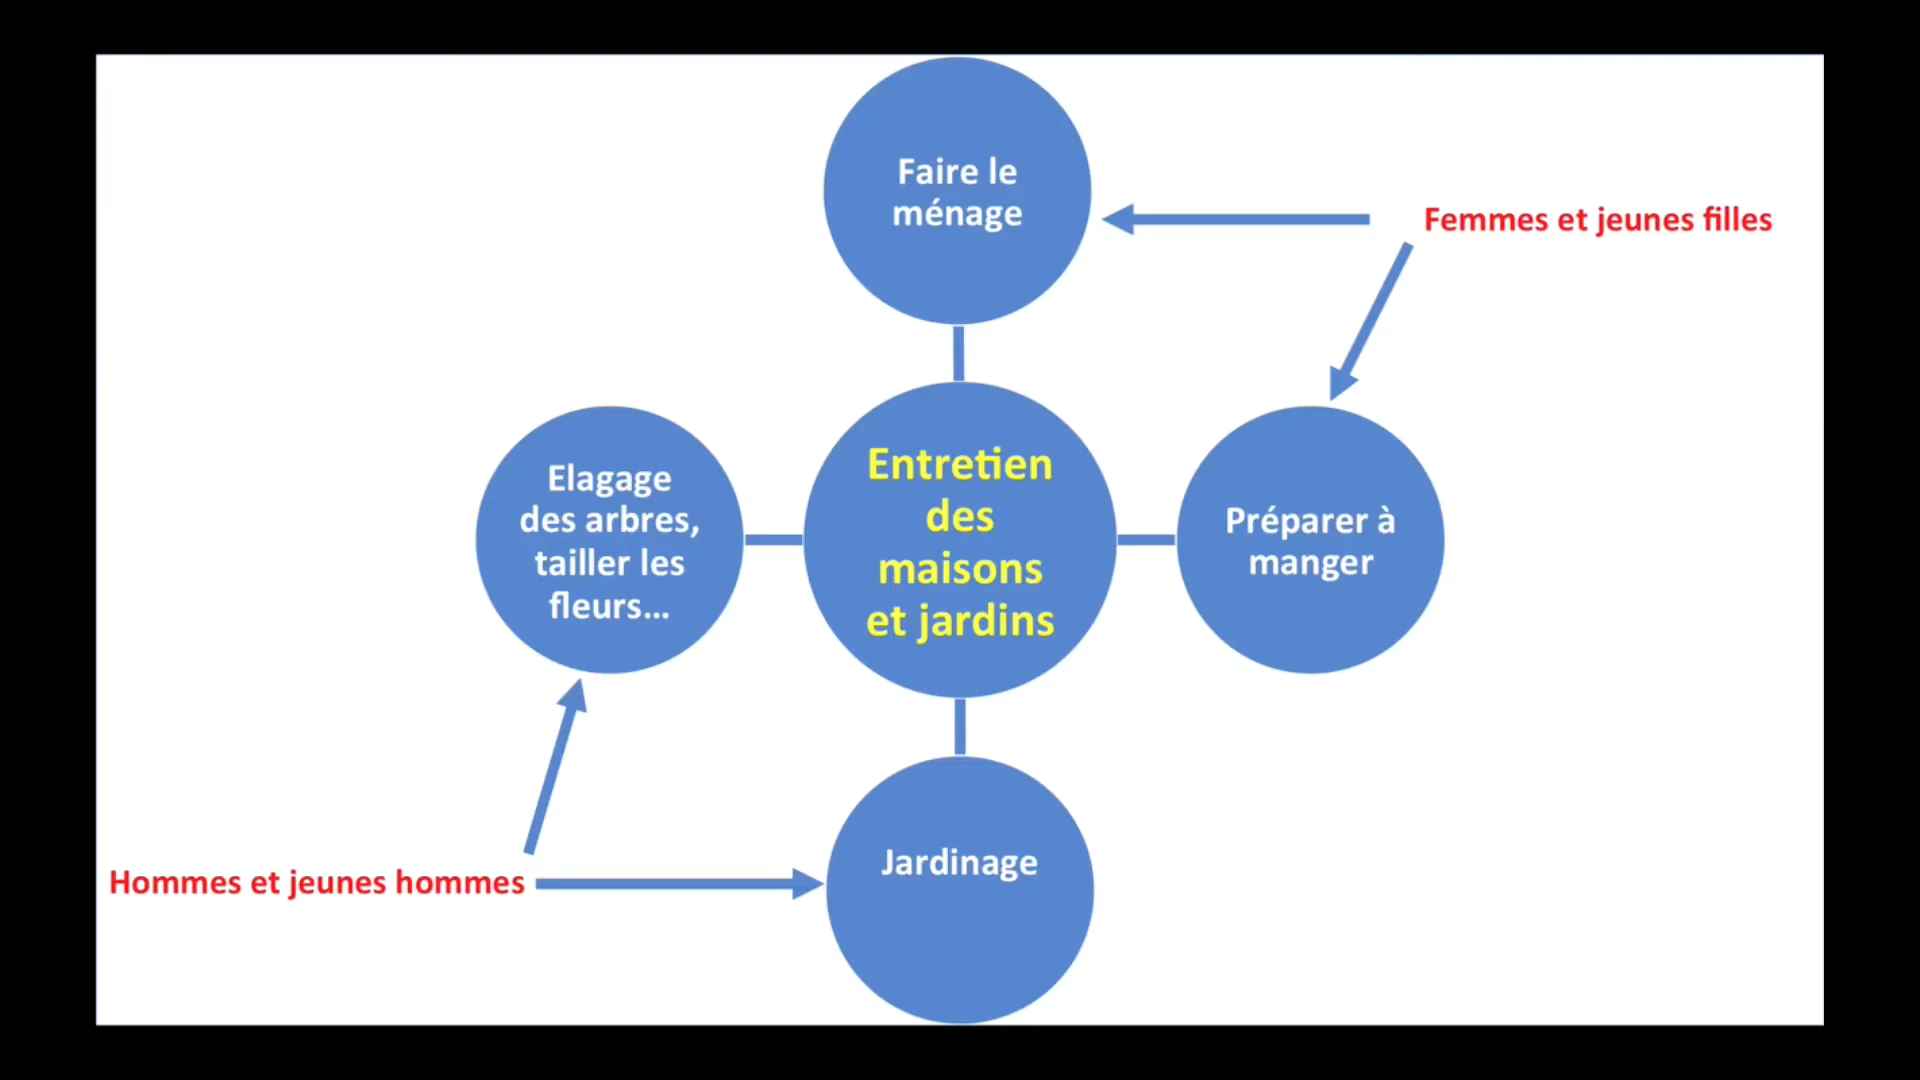 Faire le
ménage
Femmes et jeunes filles
Elagage
des arbres,
tailler les
fleurs...
Entretien
des
maisons
et jardins
Préparer à
manger
Jardinage
Hommes et jeunes hommes